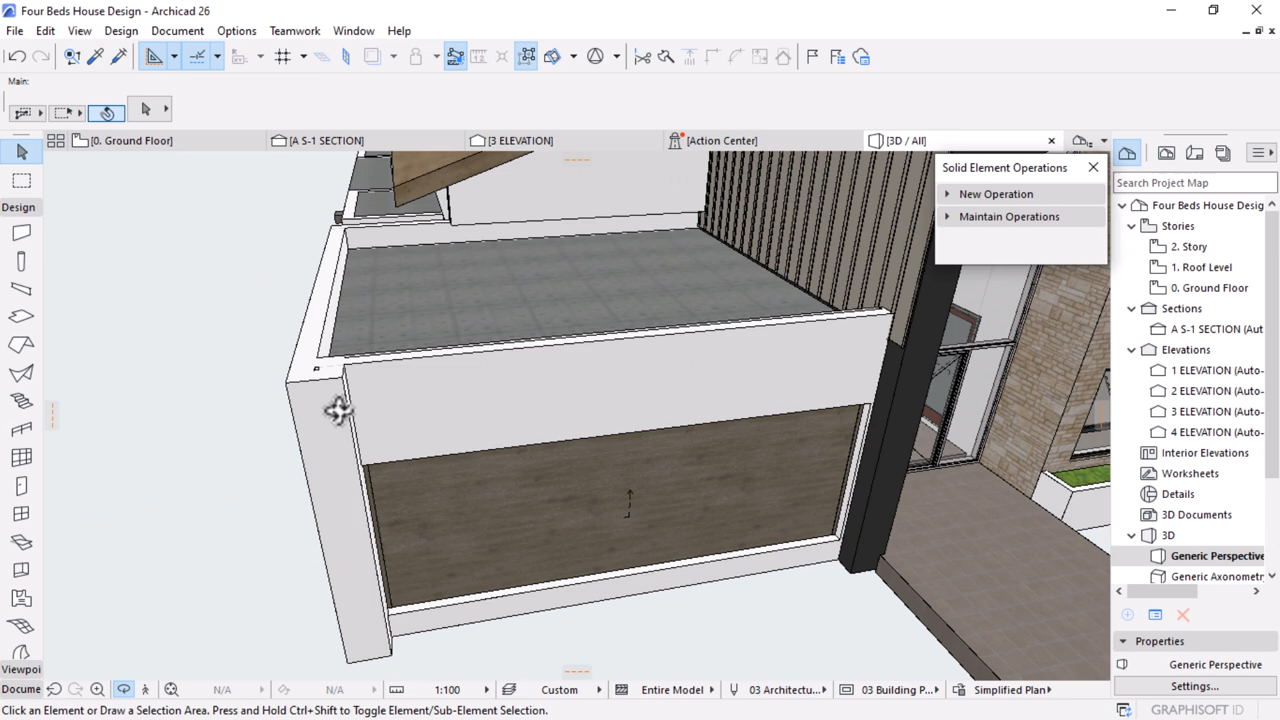 Four Beds House Design - Archicad 26
File Edit View Design Document Options Teamwork Window Help
Main:
[0. Ground Floor] [A S-1 SECTION] [3 ELEVATION] [Action Center] [3D / All]
Design
Solid Element Operations
New Operation
Maintain Operations
Search Project Map
Four Beds House Desig
Stories
2. Story
1. Roof Level
0. Ground Floor
Sections
A S-1 SECTION (Aut
Elevations
1 ELEVATION (Auto-
2 ELEVATION (Auto-
3 ELEVATION (Auto-
4 ELEVATION (Auto-
Interior Elevations
Worksheets
Details
3D Documents
3D
Generic Perspective
Generic Axonometr
Properties
Generic Perspective
Settings...
Viewpoi
Docume N/A N/A 1:100 Custom Entire Model 03 Architectu... 03 Building P... Simplified Plan
Click an Element or Draw a Selection Area. Press and Hold Ctrl+Shift to Toggle Element/Sub-Element Selection.
GRAPHISOFT ID